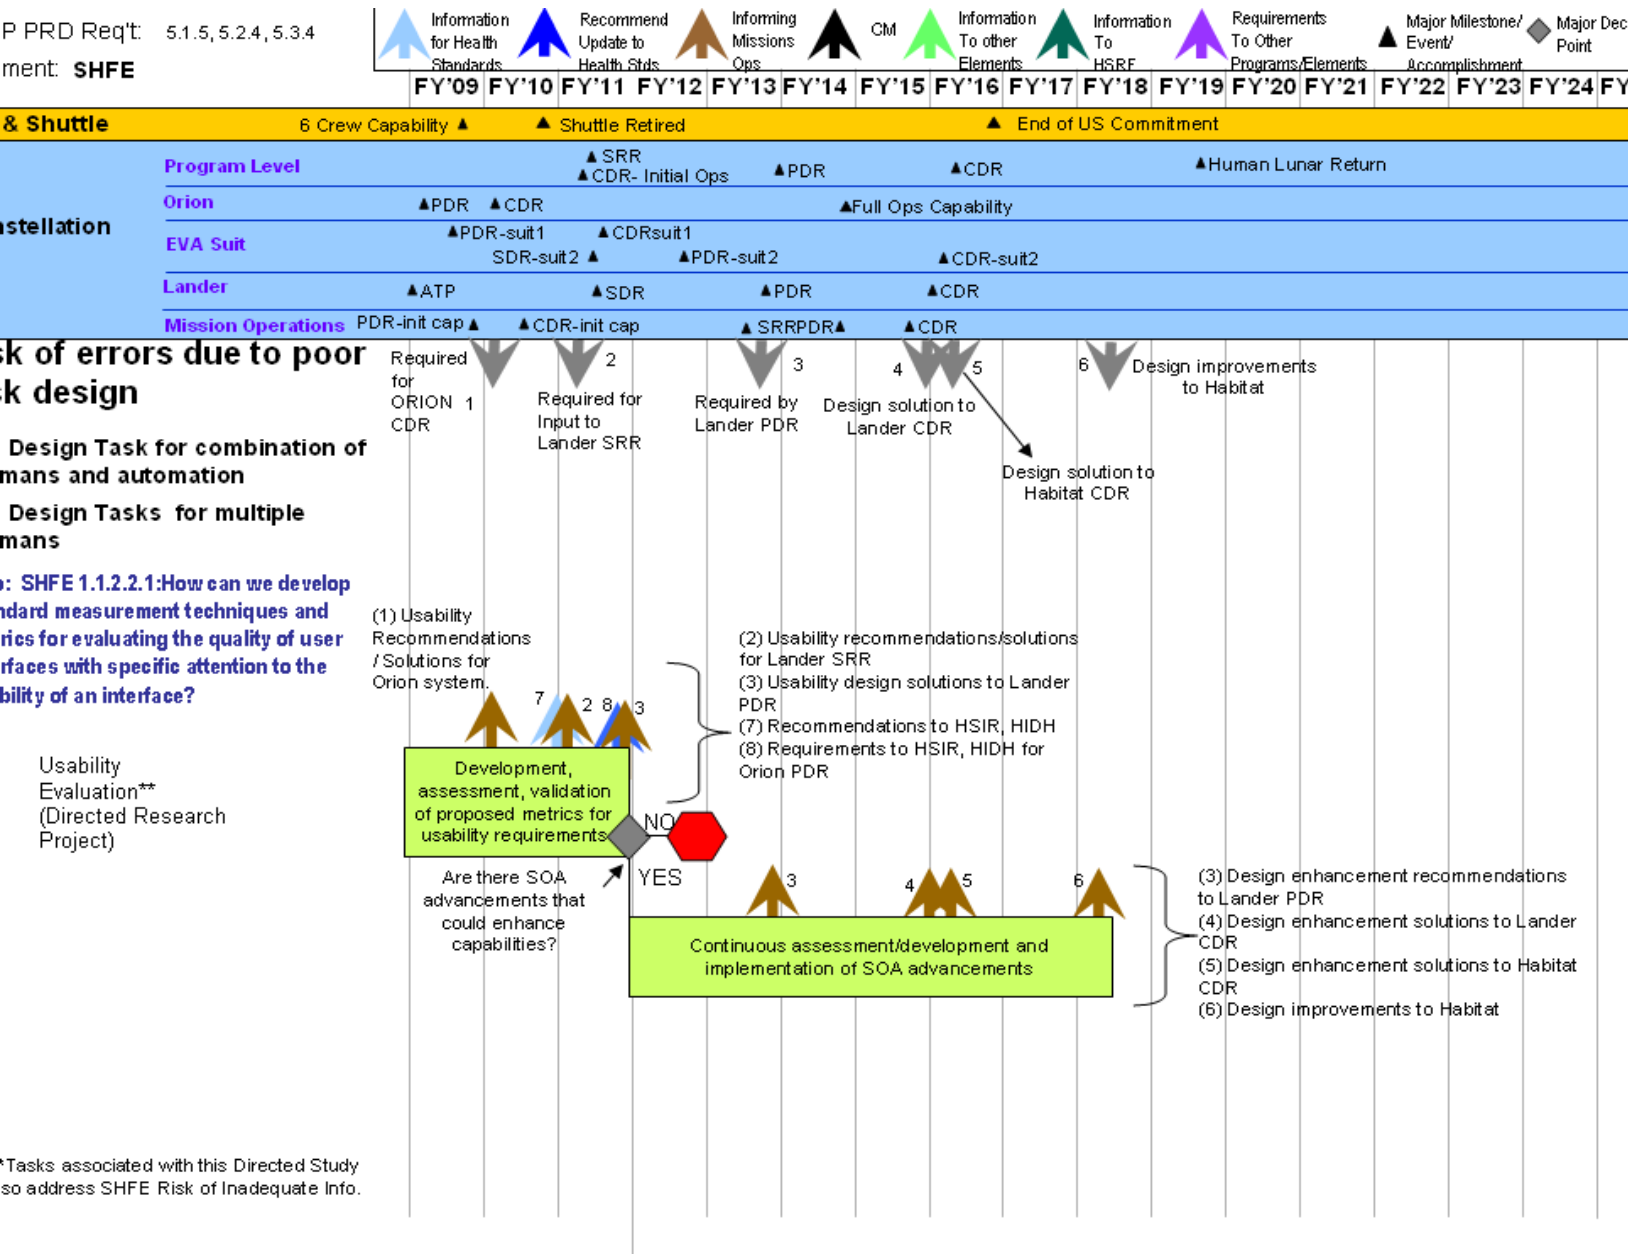 P PRD Req't: 5.1.5, 5.2.4, 5.3.4
ment: SHFE
Information
for Health
Standards
Recommend
Update to
Health Stds
Informing
Missions
Ops
CM
Information
To other
Elements
Information
To
HSRF
Requirements
To Other
Programs/Elements
Major Milestone/
Event/
Accomplishment
Major Dec
Point
FY'09 FY'10 FY'11 FY'12 FY'13 FY'14 FY'15 FY'16 FY'17 FY'18 FY'19 FY'20 FY'21 FY'22 FY'23 FY'24 FY
& Shuttle 6 Crew Capability Shuttle Retired End of US Commitment
stellation
Program Level SRR
CDR- Initial Ops PDR CDR Human Lunar Return
Orion PDR CDR Full Ops Capability
EVA Suit PDR-suit1 CDRsuit1
SDR-suit2 PDR-suit2 CDR-suit2
Lander ATP SDR PDR CDR
Mission Operations PDR-init cap CDR-init cap SRR PDR CDR
k of errors due to poor
k design
Required
for
ORION 1
CDR
2
Required for
Input to
Lander SRR
3
Required by
Lander PDR
4
Design solution to
Lander CDR
5
Design solution to
Habitat CDR
6
Design improvements
to Habitat
Design Task for combination of
mans and automation
Design Tasks for multiple
mans
: SHFE 1.1.2.2.1:How can we develop
ndard measurement techniques and
rics for evaluating the quality of user
rfaces with specific attention to the
bility of an interface?
(1) Usability
Recommendations
/Solutions for
Orion system.
7 2 8 3
(2) Usability recommendations/solutions
for Lander SRR
(3) Usability design solutions to Lander
PDR
(7) Recommendations to HSIR, HIDH
(8) Requirements to HSIR, HIDH for
Orion PDR
Usability
Evaluation**
(Directed Research
Project)
Development,
assessment, validation
of proposed metrics for
usability requirements
NO
YES
Are there SOA
advancements that
could enhance
capabilities?
3 4 5 6
Continuous assessment/development and
implementation of SOA advancements
(3) Design enhancement recommendations
to Lander PDR
(4) Design enhancement solutions to Lander
CDR
(5) Design enhancement solutions to Habitat
CDR
(6) Design improvements to Habitat
*Tasks associated with this Directed Study
so address SHFE Risk of Inadequate Info.